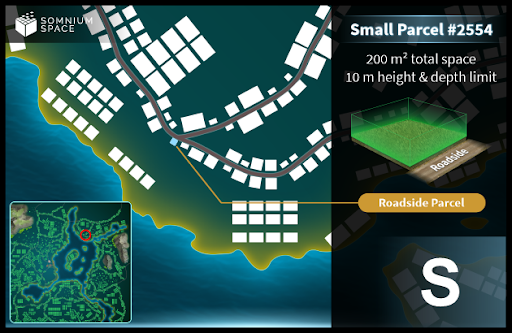 SOMNIUM
SPACE
Small Parcel #2554
200 m² total space
10 m height & depth limit
Roadside
Roadside Parcel
S